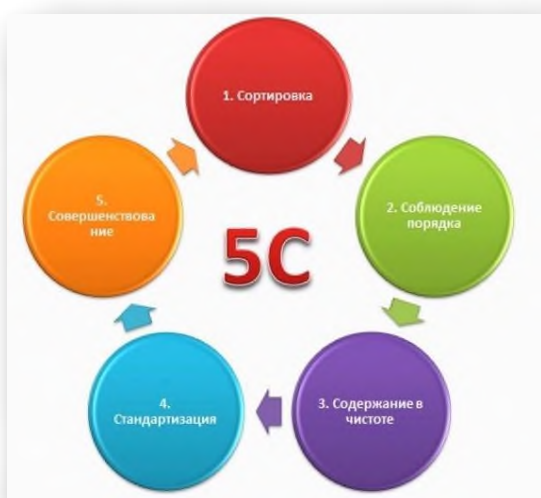 1. Сортировка
2. Соблюдение
порядка
3. Содержание в
чистоте
4.
Стандартизация
5.
Совершенствова
ние
5С